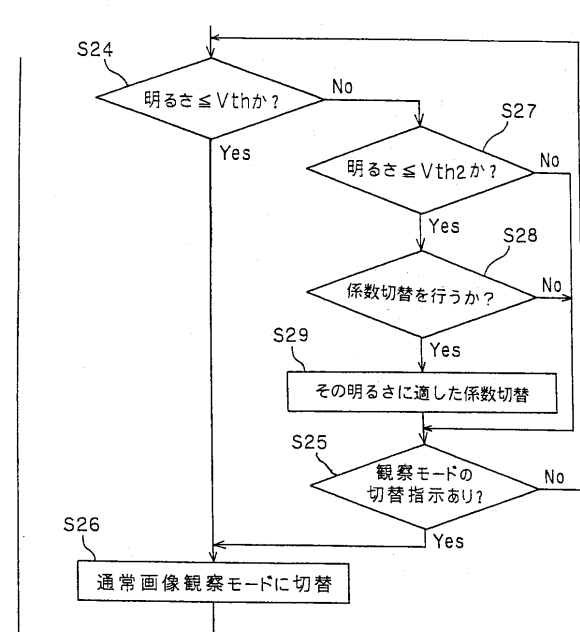 S24
明るさ≦Vthか?
No
Yes
S27
明るさ≦Vth2か?
No
Yes
S28
係数切替を行うか?
No
Yes
S29
その明るさに適した係数切替
S25
観察モードの
切替指示あり?
No
Yes
S26
通常画像観察モードに切替